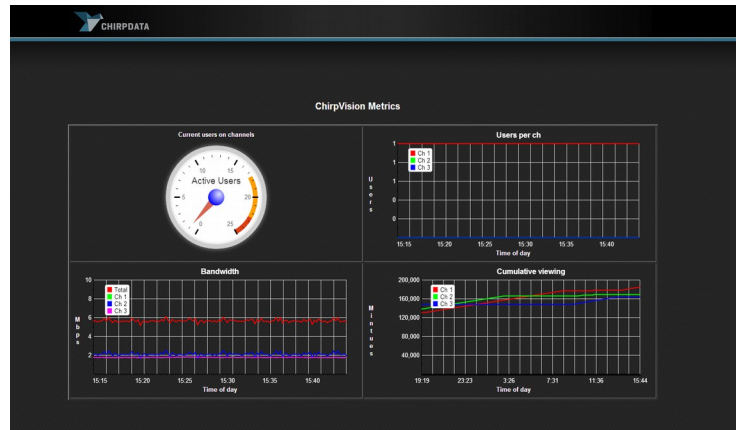 CHIRPDATA
ChirpVision Metrics
Current users on channels
Active Users
0
5
10
15
20
25
Users per ch
1
1
1
0
0
Users
Ch 1
Ch 2
Ch 3
15:15 15:20 15:25 15:30 15:35 15:40
Time of day
Bandwidth
10
8
6
4
2
Mbps
Total
Ch 1
Ch 2
Ch 3
15:15 15:20 15:25 15:30 15:35 15:40
Time of day
Cumulative viewing
200,000
160,000
120,000
80,000
40,000
Mintues
Ch 1
Ch 2
Ch 3
19:19 23:23 3:26 7:31 11:36 15:44
Time of day